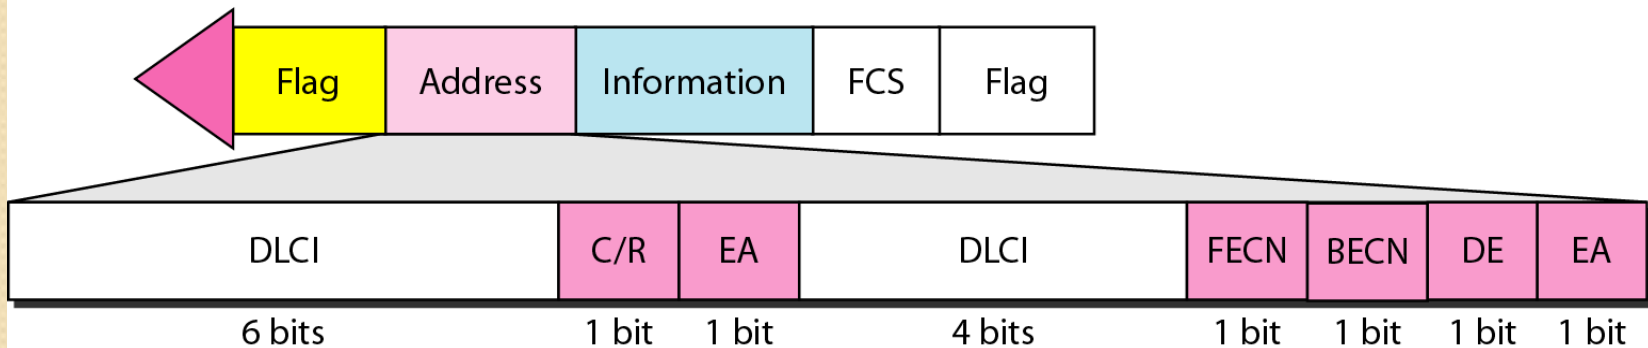 Flag Address Information FCS Flag
DLCI C/R EA DLCI FECN BECN DE EA
6 bits 1 bit 1 bit 4 bits 1 bit 1 bit 1 bit 1 bit